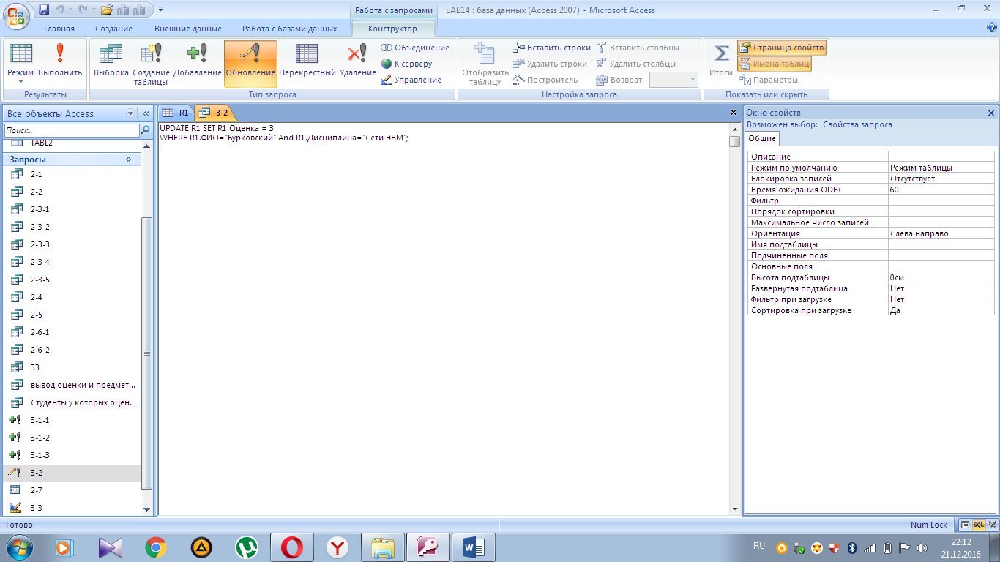 Работа с запросами
LAB14 : база данных (Access 2007) - Microsoft Access
Главная
Создание
Внешние данные
Работа с базами данных
Конструктор
Режим
Выполнить
Результаты
Выборка
Создание таблицы
Добавление
Обновление
Перекрестный
Удаление
Объединение
К серверу
Управление
Тип запроса
Отобразить таблицу
Вставить строки
Удалить строки
Построитель
Вставить столбцы
Удалить столбцы
Возврат:
Настройка запроса
Итоги
Страница свойств
Имена таблиц
Параметры
Показать или скрыть
Все объекты Access
Поиск...
TABL2
Запросы
2-1
2-2
2-3-1
2-3-2
2-3-3
2-3-4
2-3-5
2-4
2-5
2-6-1
2-6-2
33
вывод оценки и предмет...
Студенты у которых оцен...
3-1-1
3-1-2
3-1-3
3-2
2-7
3-3
R1
3-2
UPDATE R1 SET R1.Оценка = 3
WHERE R1.ФИО="Бурковский" And R1.Дисциплина="Сети ЭВМ";
Окно свойств
Возможен выбор: Свойства запроса
Общие
Описание
Режим по умолчанию Режим таблицы
Блокировка записей Отсутствует
Время ожидания ODBC 60
Фильтр
Порядок сортировки
Максимальное число записей
Ориентация Слева направо
Имя подтаблицы
Подчиненные поля
Основные поля
Высота подтаблицы 0см
Развернутая подтаблица Нет
Фильтр при загрузке Нет
Сортировка при загрузке Да
Готово
Num Lock
SQL
RU
22:12
21.12.2016